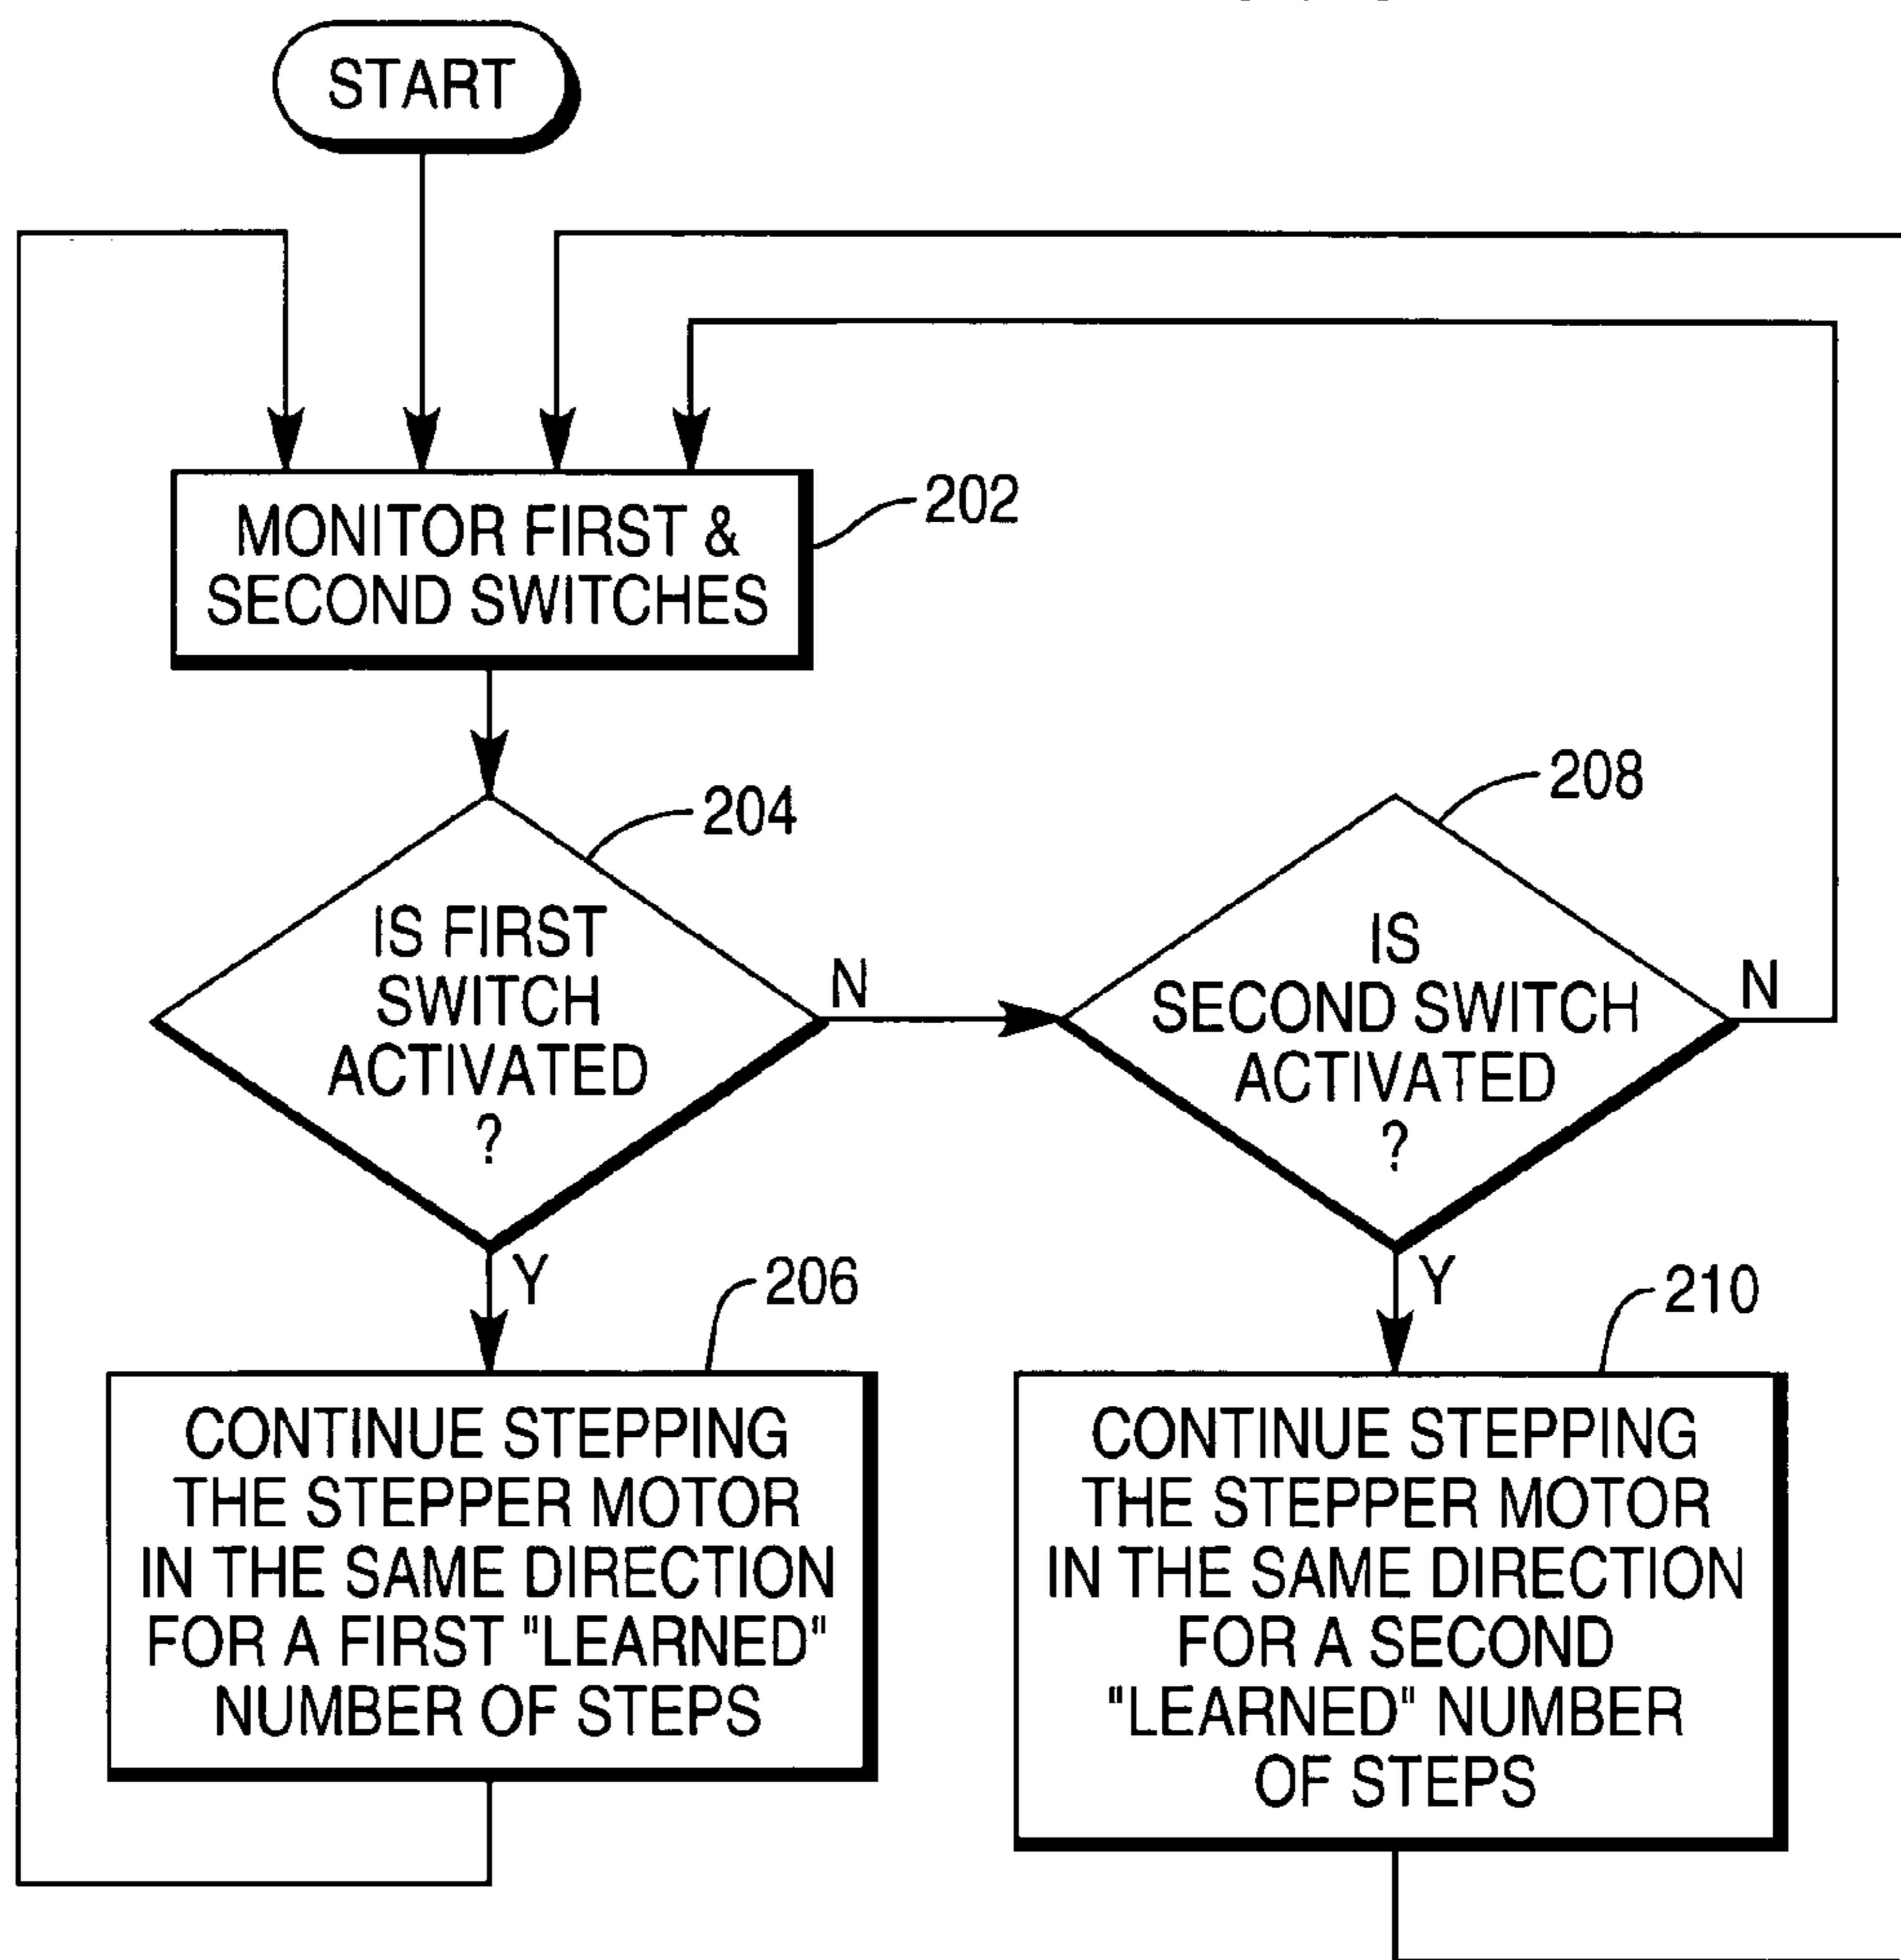 START
MONITOR FIRST &
SECOND SWITCHES
202
204
IS FIRST
SWITCH
ACTIVATED
?
N
Y
208
IS
SECOND SWITCH
ACTIVATED
?
N
Y
206
CONTINUE STEPPING
THE STEPPER MOTOR
IN THE SAME DIRECTION
FOR A FIRST "LEARNED"
NUMBER OF STEPS
210
CONTINUE STEPPING
THE STEPPER MOTOR
IN THE SAME DIRECTION
FOR A SECOND
"LEARNED" NUMBER
OF STEPS